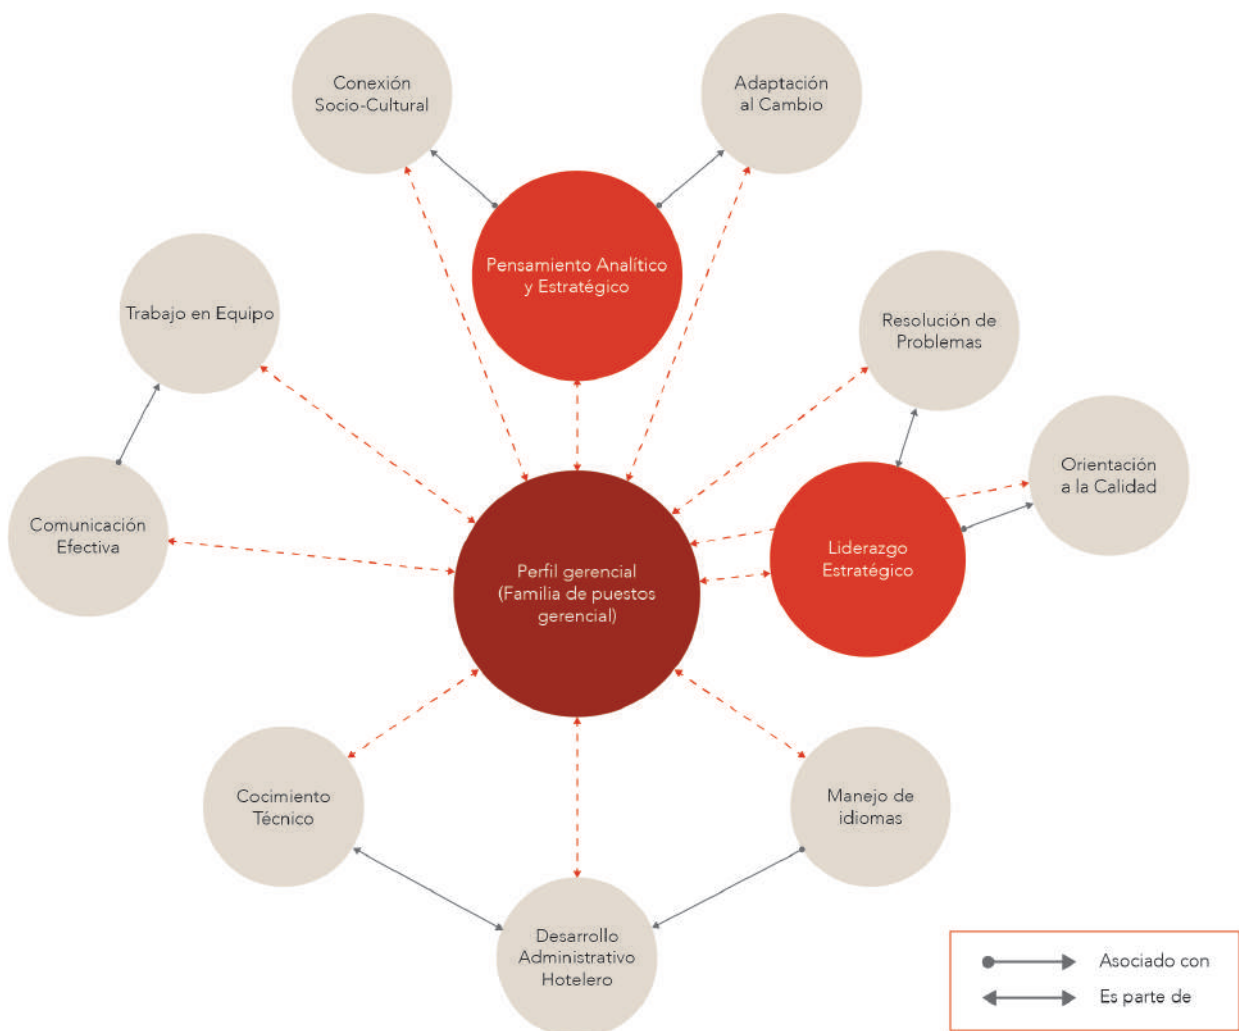 Conexión
Socio-Cultural
Adaptación
al Cambio
Pensamiento Analítico
y Estratégico
Trabajo en Equipo
Resolución de
Problemas
Orientación
a la Calidad
Comunicación
Efectiva
Liderazgo
Estratégico
Perfil gerencial
(Familia de puestos
gerencial)
Cocimiento
Técnico
Manejo de
idiomas
Desarrollo
Administrativo
Hotelero
Asociado con
Es parte de